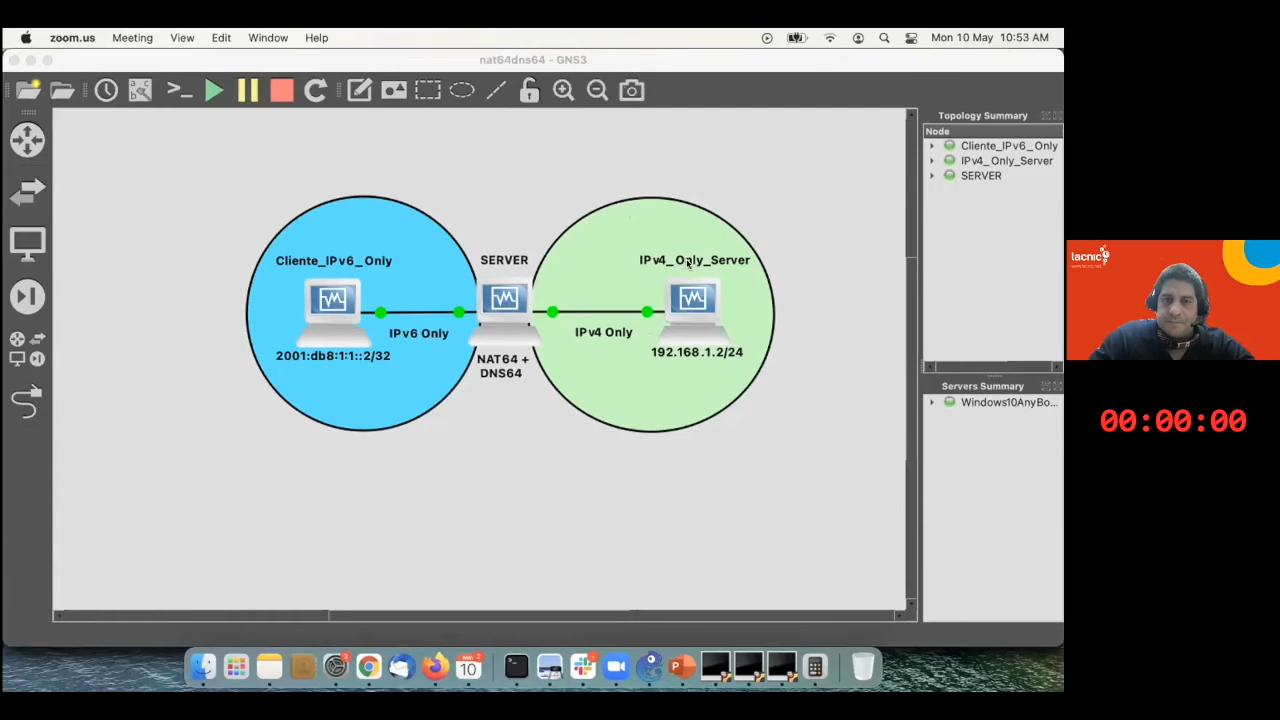 zoom.us Meeting View Edit Window Help Mon 10 May 10:53 AM
nat64dns64 - GNS3
Topology Summary
Node
Cliente_IPv6_Only
IPv4_Only_Server
SERVER
Cliente_IPv6_Only
SERVER
IPv4_Only_Server
IPv6 Only
IPv4 Only
2001:db8:1:1::2/32
NAT64 +
DNS64
192.168.1.2/24
Servers Summary
Windows10AnyBo...
lacnic
00:00:00
10